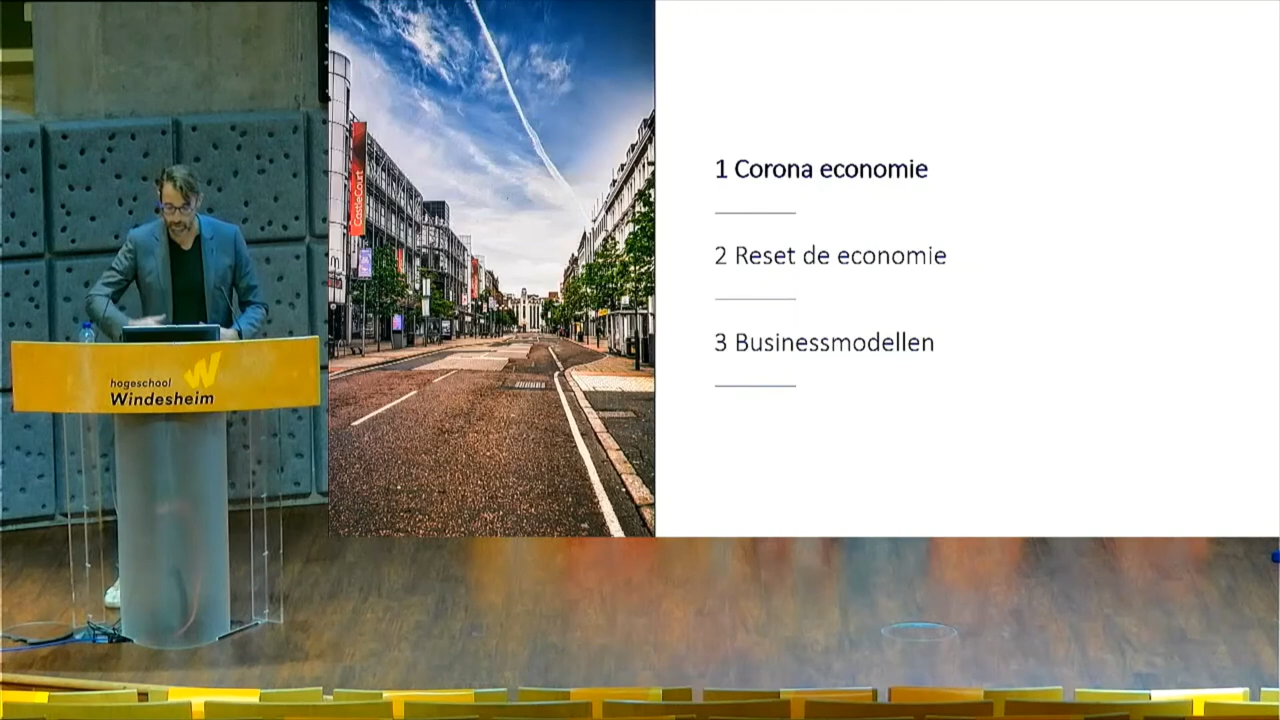 CastleCourt
1 Corona economie
2 Reset de economie
3 Businessmodellen
hogeschool
Windesheim